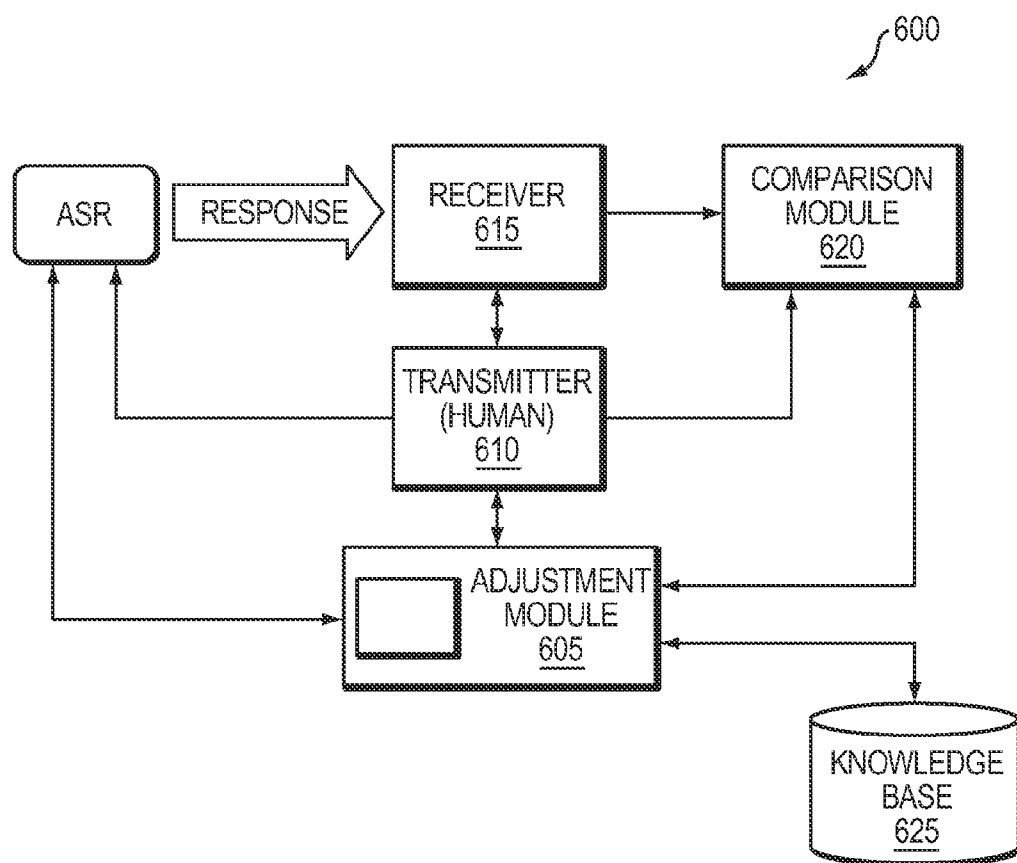 600
ASR
RESPONSE
RECEIVER
615
COMPARISON
MODULE
620
TRANSMITTER
(HUMAN)
610
ADJUSTMENT
MODULE
605
KNOWLEDGE
BASE
625